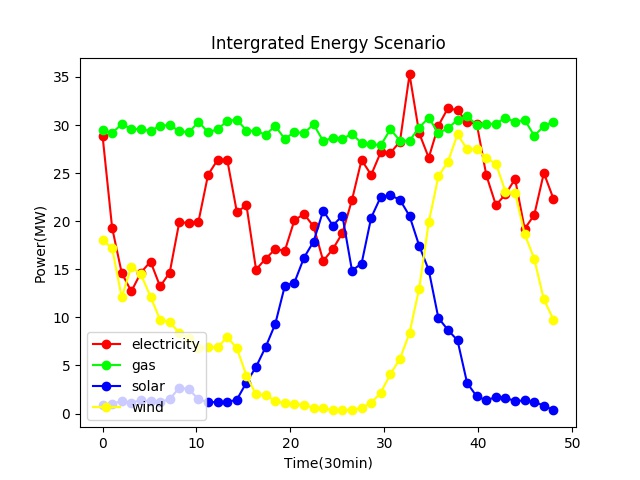 Intergrated Energy Scenario
Power(MW)
35
30
25
20
15
10
5
0
electricity
gas
solar
wind
0 10 20 30 40 50
Time(30min)